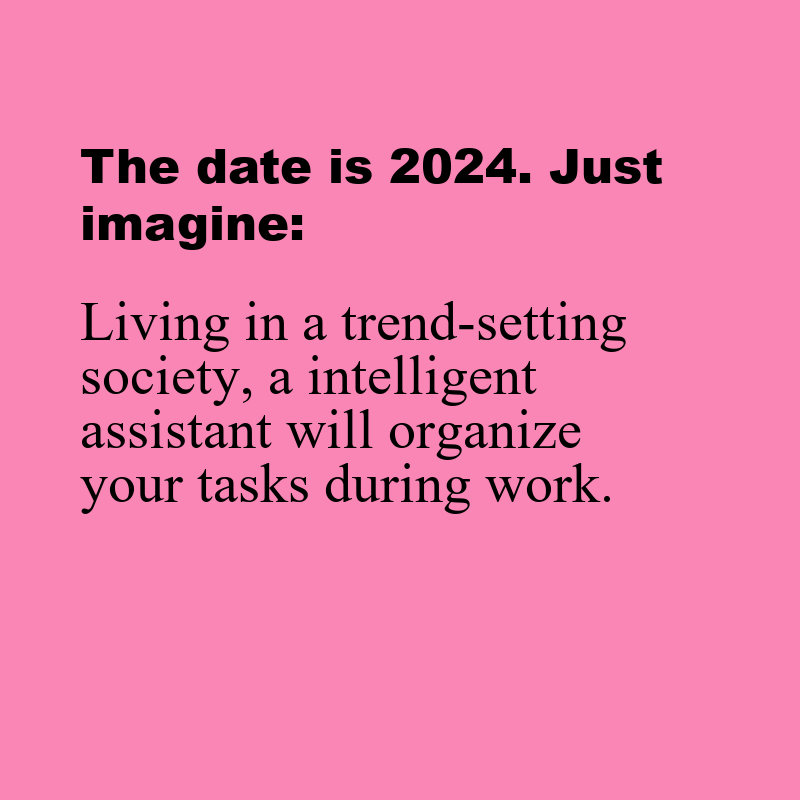 The date is 2024. Just
imagine:
Living in a trend-setting
society, a intelligent
assistant will organize
your tasks during work.